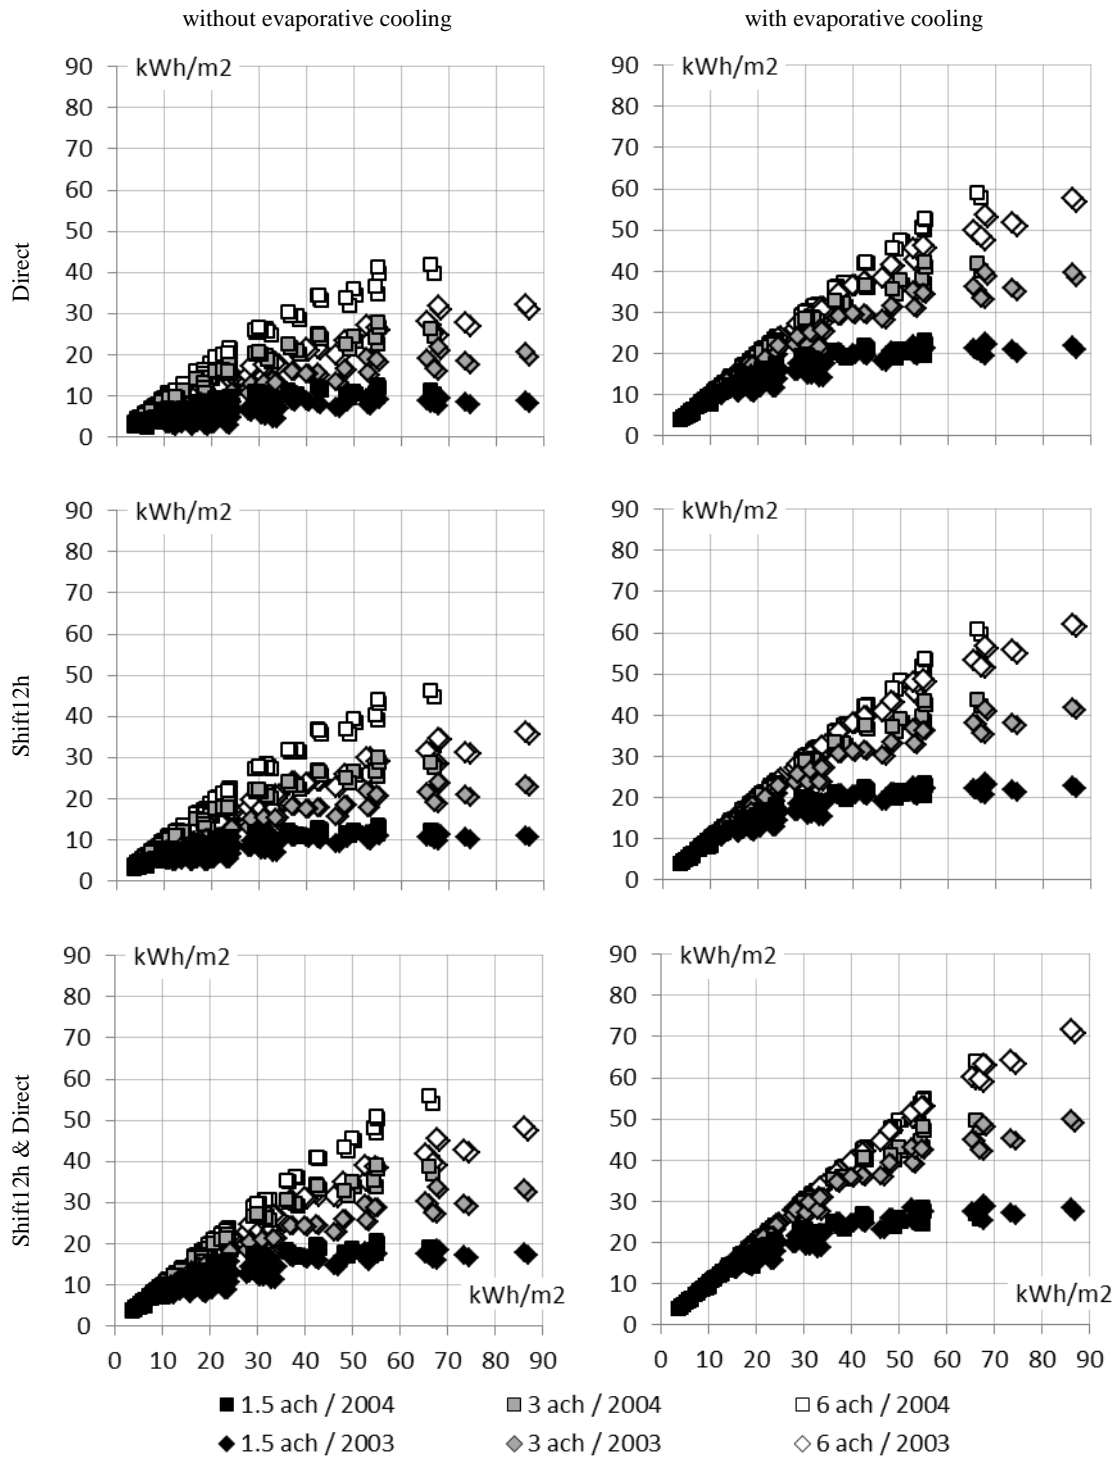 without evaporative cooling
with evaporative cooling
Direct
90
80
70
60
50
40
30
20
10
0
kWh/m2
90
80
70
60
50
40
30
20
10
0
kWh/m2
Shift12h
90
80
70
60
50
40
30
20
10
0
kWh/m2
90
80
70
60
50
40
30
20
10
0
kWh/m2
Shift12h & Direct
90
80
70
60
50
40
30
20
10
0
kWh/m2
kWh/m2
0 10 20 30 40 50 60 70 80 90
90
80
70
60
50
40
30
20
10
0
kWh/m2
kWh/m2
0 10 20 30 40 50 60 70 80 90
1.5 ach / 2004
3 ach / 2004
6 ach / 2004
1.5 ach / 2003
3 ach / 2003
6 ach / 2003